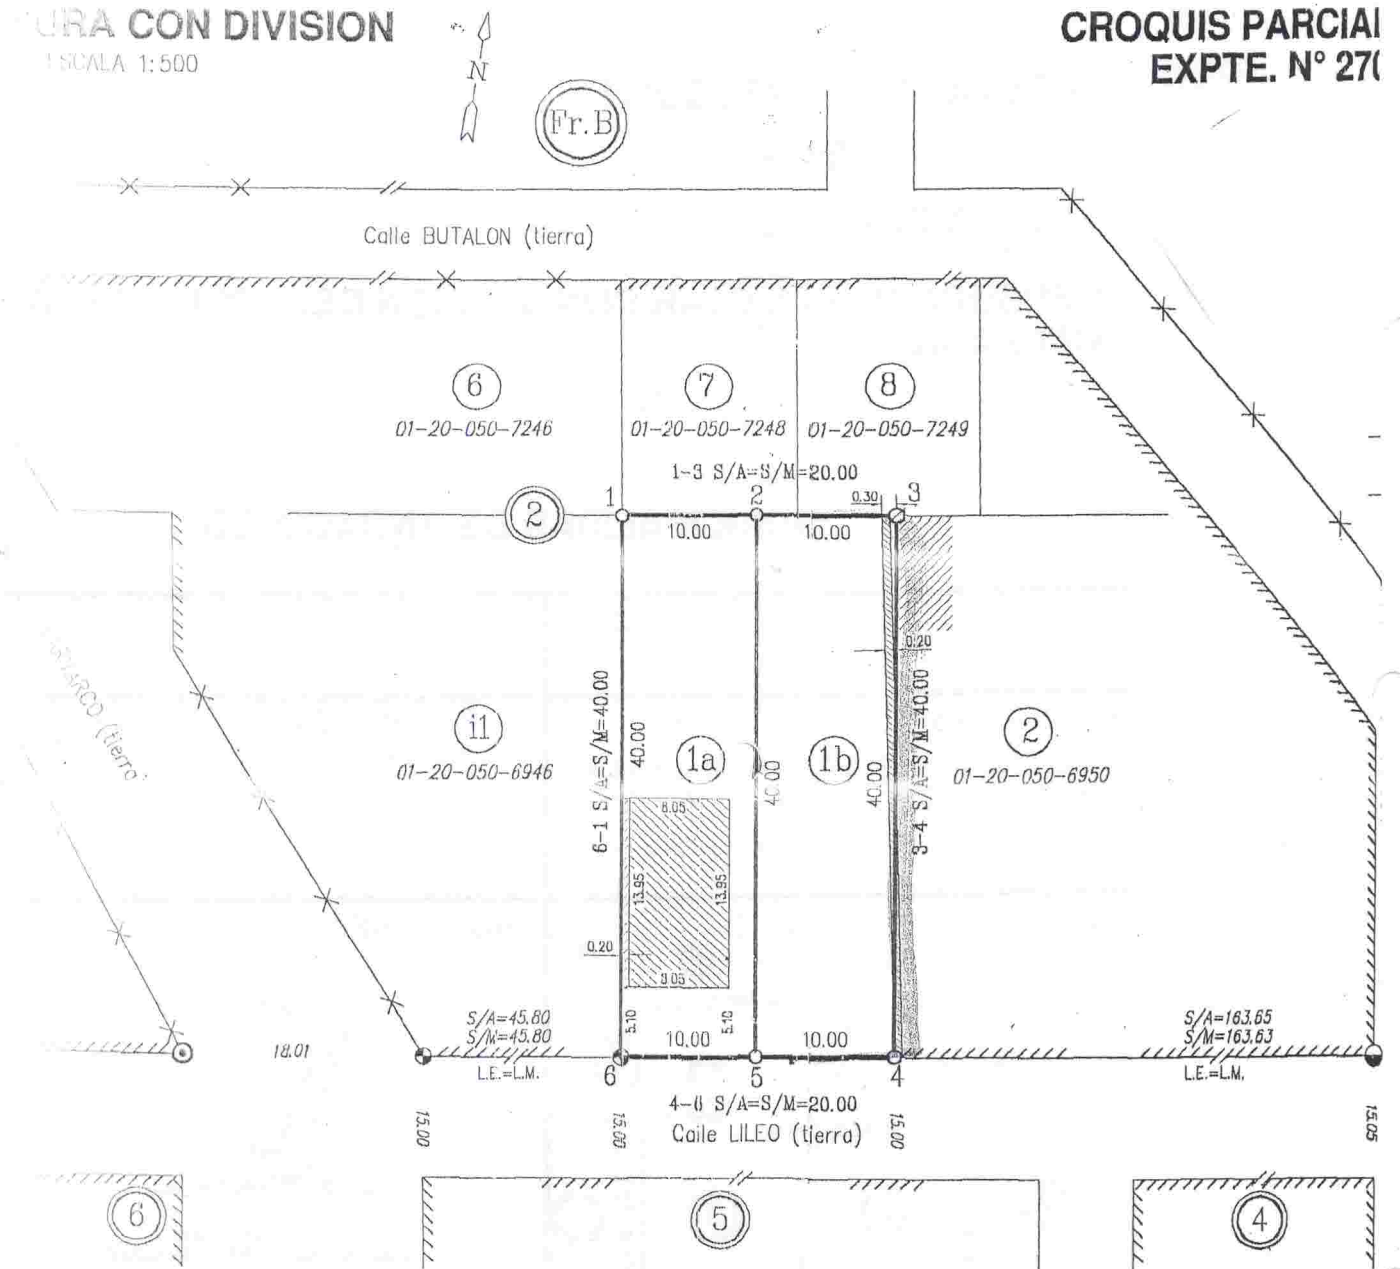 CON DIVISION
ESCALA 1:500
CROQUIS PARCIAL
EXPTE. N° 27
N
Fr.B
Calle BUTALON (tierra)
6
01-20-050-7246
7
01-20-050-7248
8
01-20-050-7249
1-3 S/A=S/M=20.00
2
1
2
0.30
3
10.00
10.00
0.20
(tierra)
i1
01-20-050-6946
6-1 S/A=S/M=40.00
40.00
1a
40.00
1b
40.00
3-4 S/A=S/M=40.00
2
01-20-050-6950
8.05
13.95
13.95
0.20
8.05
5.10
5.10
18.01
S/A=45.80
S/M=45.80
L.E.=L.M.
10.00
10.00
S/A=163.65
S/M=163.63
L.E.=L.M.
6
5
4
4-6 S/A=S/M=20.00
Calle LILEO (tierra)
15.00
15.00
15.00
15.05
6
5
4